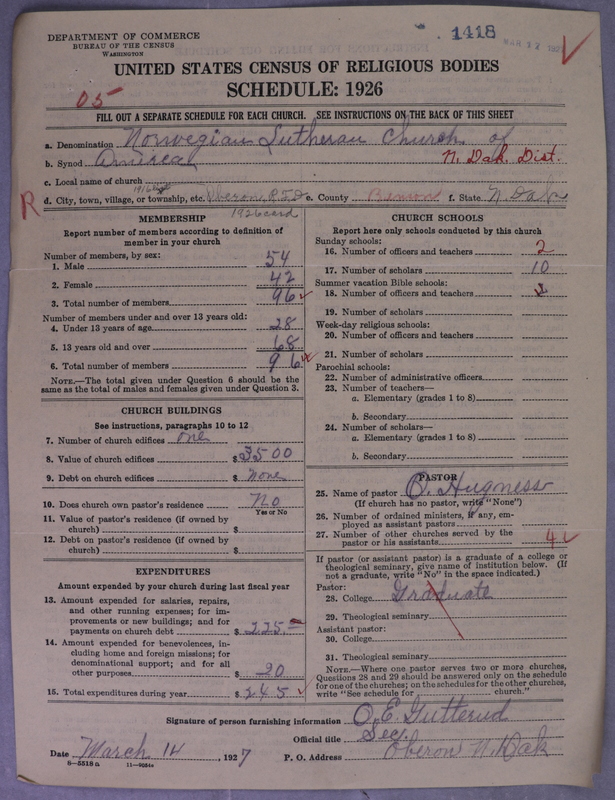 DEPARTMENT OF COMMERCE
BUREAU OF THE CENSUS
WASHINGTON
1418
MAR 17 1927
UNITED STATES CENSUS OF RELIGIOUS BODIES
SCHEDULE: 1926
05
FILL OUT A SEPARATE SCHEDULE FOR EACH CHURCH. SEE INSTRUCTIONS ON THE BACK OF THIS SHEET
a. Denomination Norwegian Lutheran Church of
b. Synod America N. Dak. Dist.
c. Local name of church
R d. City, town, village, or township, etc. Oberon, R.F.D. e. County Benson f. State N. Dak
1926 card
MEMBERSHIP
Report number of members according to definition of
member in your church
Number of members, by sex:
1. Male 54
2. Female 42
3. Total number of members 96
Number of members under and over 13 years old:
4. Under 13 years of age 28
5. 13 years old and over 68
6. Total number of members 96
NOTE.—The total given under Question 6 should be the
same as the total of males and females given under Question 3.
CHURCH BUILDINGS
See instructions, paragraphs 10 to 12
7. Number of church edifices one
8. Value of church edifices $3500
9. Debt on church edifices $ None
10. Does church own pastor's residence No
Yes or No
11. Value of pastor's residence (if owned by
church) $
12. Debt on pastor's residence (if owned by
church) $
EXPENDITURES
Amount expended by your church during last fiscal year
13. Amount expended for salaries, repairs,
and other running expenses; for im-
provements or new buildings; and for
payments on church debt $ 225.
14. Amount expended for benevolences, in-
cluding home and foreign missions; for
denominational support; and for all
other purposes $ 20
15. Total expenditures during year $ 245
CHURCH SCHOOLS
Report here only schools conducted by this church
Sunday schools:
16. Number of officers and teachers 2
17. Number of scholars 10
Summer vacation Bible schools:
18. Number of officers and teachers
19. Number of scholars
Week-day religious schools:
20. Number of officers and teachers
21. Number of scholars
Parochial schools:
22. Number of administrative officers
23. Number of teachers—
a. Elementary (grades 1 to 8)
b. Secondary
24. Number of scholars—
a. Elementary (grades 1 to 8)
b. Secondary
PASTOR
25. Name of pastor O. Hugness
(If church has no pastor, write "None")
26. Number of ordained ministers, if any, em-
ployed as assistant pastors
27. Number of other churches served by the
pastor or his assistants 4
If pastor (or assistant pastor) is a graduate of a college or
theological seminary, give name of institution below. (If
not a graduate, write "No" in the space indicated.)
Pastor:
28. College Graduate
29. Theological seminary
Assistant pastor:
30. College
31. Theological seminary
NOTE.—Where one pastor serves two or more churches,
Questions 28 and 29 should be answered only on the schedule
for one of the churches; on the schedules for the other churches,
write "See schedule for church."
Signature of person furnishing information O. E. Gutterud
Official title Sec.
Date March 14, 1927 P. O. Address Oberon N. Dak
8-5518 a 11-9034